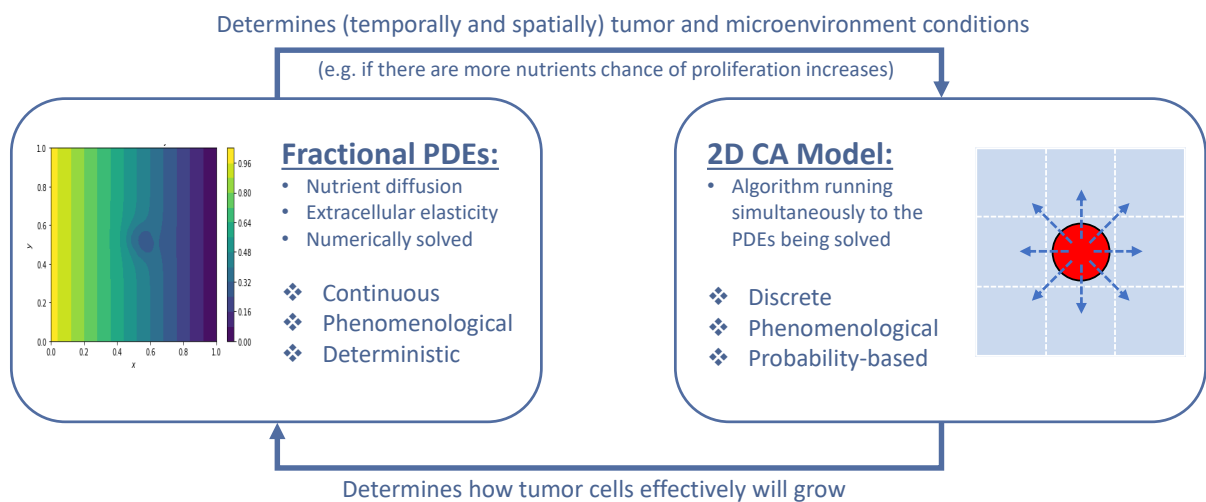 Determines (temporally and spatially) tumor and microenvironment conditions
(e.g. if there are more nutrients chance of proliferation increases)
Fractional PDEs:
• Nutrient diffusion
• Extracellular elasticity
• Numerically solved
❖ Continuous
❖ Phenomenological
❖ Deterministic
1.0
0.8
0.6
0.4
0.2
0.0
y
0.0 0.2 0.4 0.6 0.8 1.0
x
0.96
0.80
0.64
0.48
0.32
0.16
0.00
2D CA Model:
• Algorithm running
simultaneously to the
PDEs being solved
❖ Discrete
❖ Phenomenological
❖ Probability-based
Determines how tumor cells effectively will grow